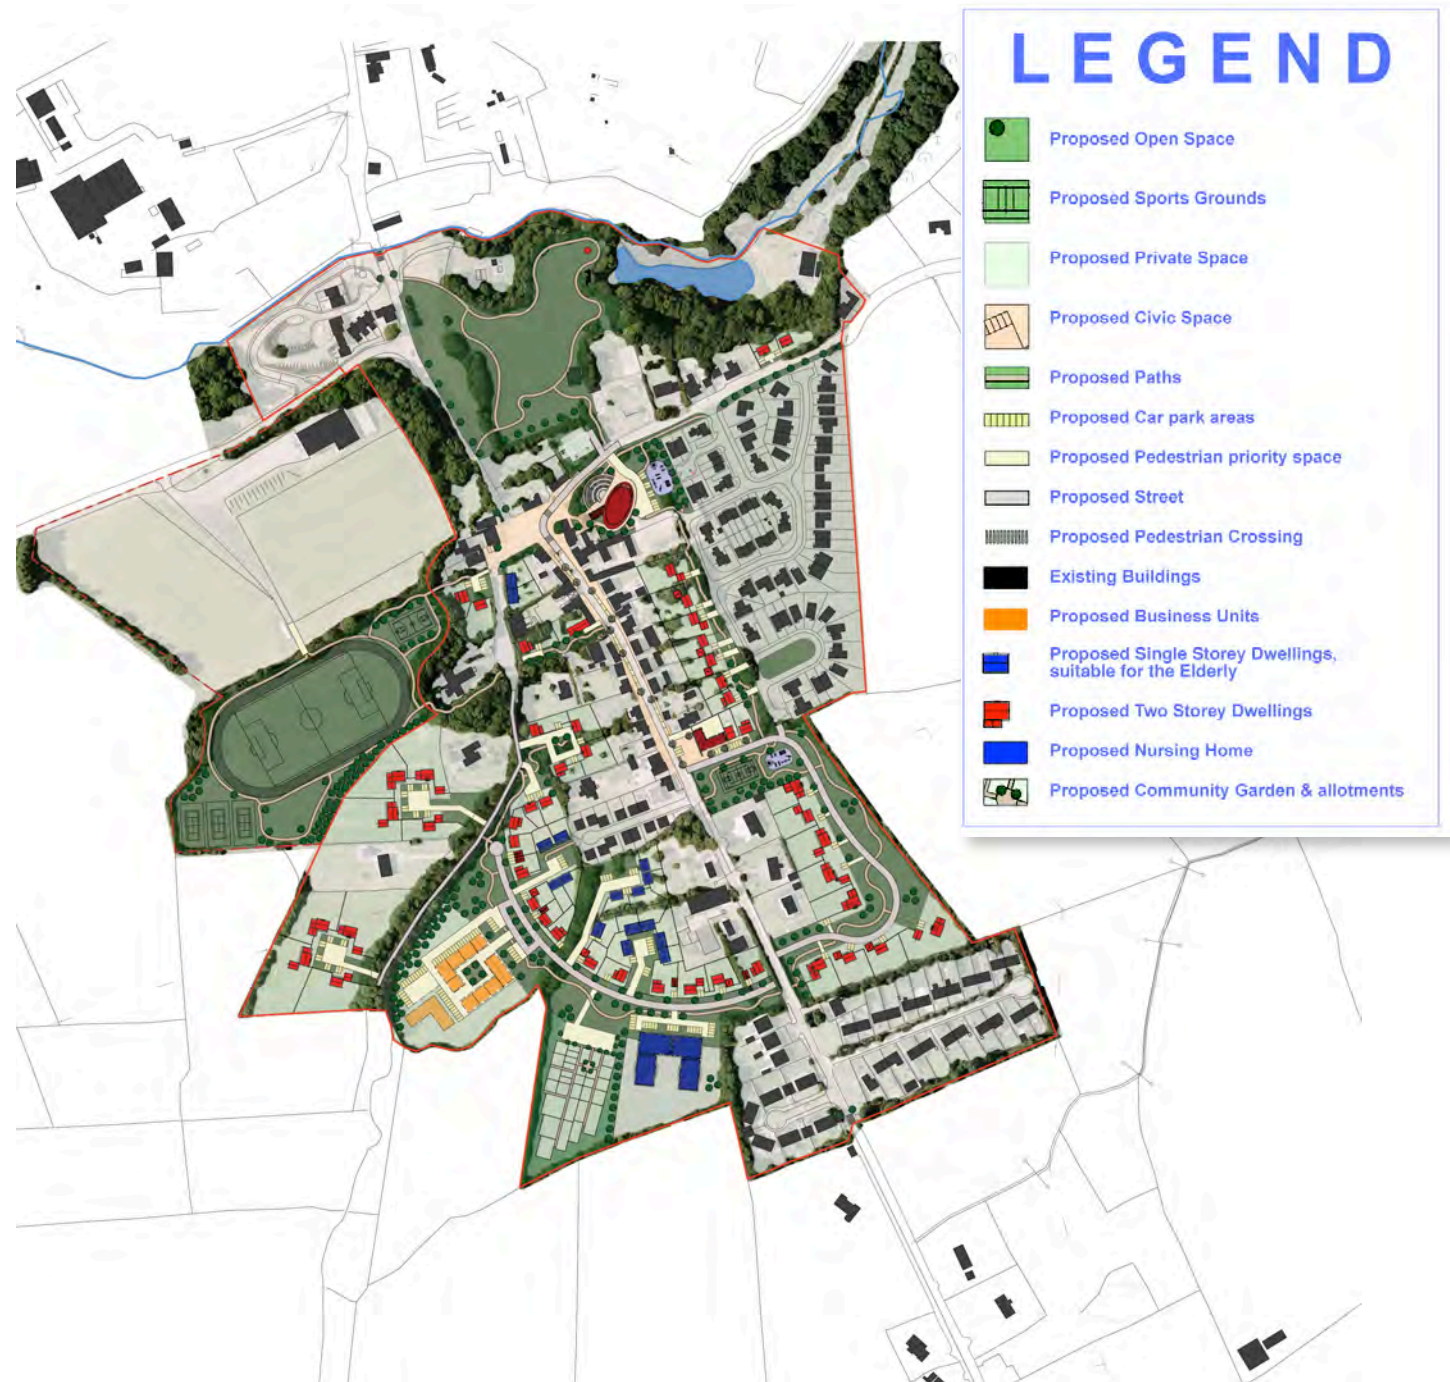 LEGEND
Proposed Open Space
Proposed Sports Grounds
Proposed Private Space
Proposed Civic Space
Proposed Paths
Proposed Car park areas
Proposed Pedestrian priority space
Proposed Street
Proposed Pedestrian Crossing
Existing Buildings
Proposed Business Units
Proposed Single Storey Dwellings,
suitable for the Elderly
Proposed Two Storey Dwellings
Proposed Nursing Home
Proposed Community Garden & allotments